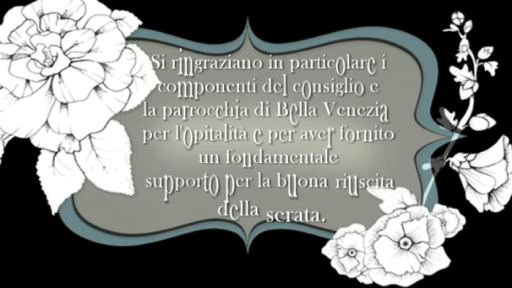 Si ringraziano in particolare i
componenti del consiglio e
la parrocchia di Bella Venezia
per l'opitalità e per aver fornito
un fondamentale
supporto per la buona riuscita
della serata.